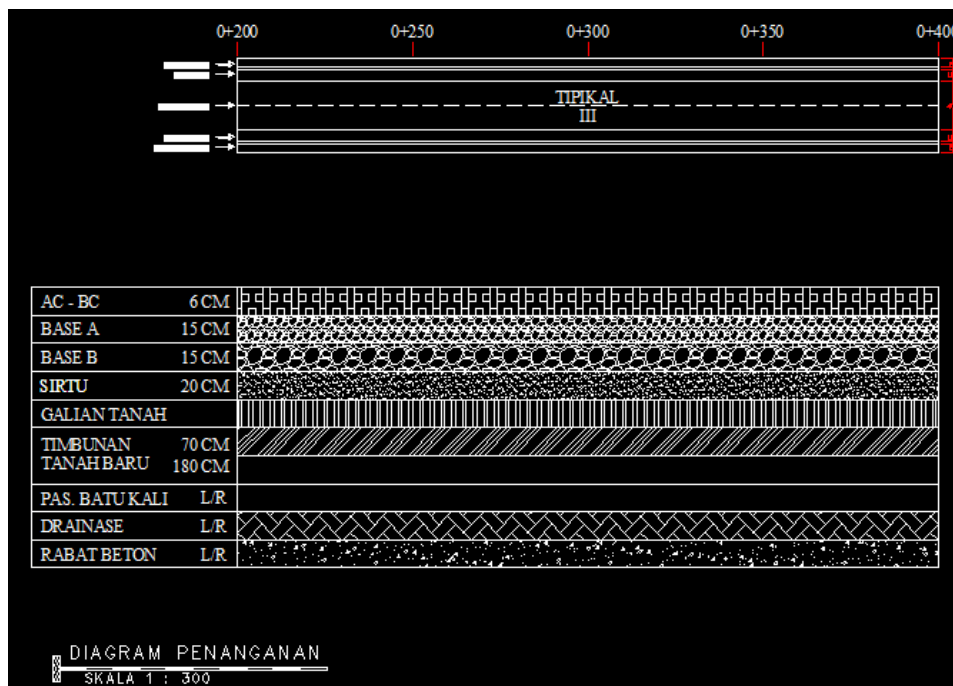 0+200 0+250 0+300 0+350 0+400
TIPIKAL
III
AC - BC 6 CM
BASE A 15 CM
BASE B 15 CM
SIRTU 20 CM
GALIAN TANAH
TIMBUNAN 70 CM
TANAH BARU 180 CM
PAS. BATU KALI L/R
DRAINASE L/R
RABAT BETON L/R
DIAGRAM PENANGANAN
SKALA 1 : 300